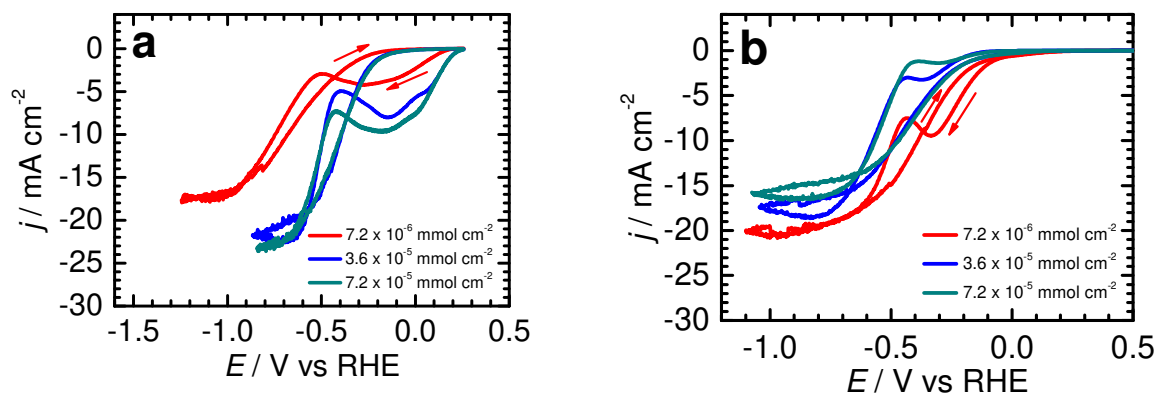 a
0
-5
-10
-15
-20
-25
-30
j / mA cm-2
7.2 x 10-6 mmol cm-2
3.6 x 10-5 mmol cm-2
7.2 x 10-5 mmol cm-2
-1.5 -1.0 -0.5 0.0 0.5
E / V vs RHE
b
0
-5
-10
-15
-20
-25
-30
j / mA cm-2
7.2 x 10-6 mmol cm-2
3.6 x 10-5 mmol cm-2
7.2 x 10-5 mmol cm-2
-1.0 -0.5 0.0 0.5
E / V vs RHE